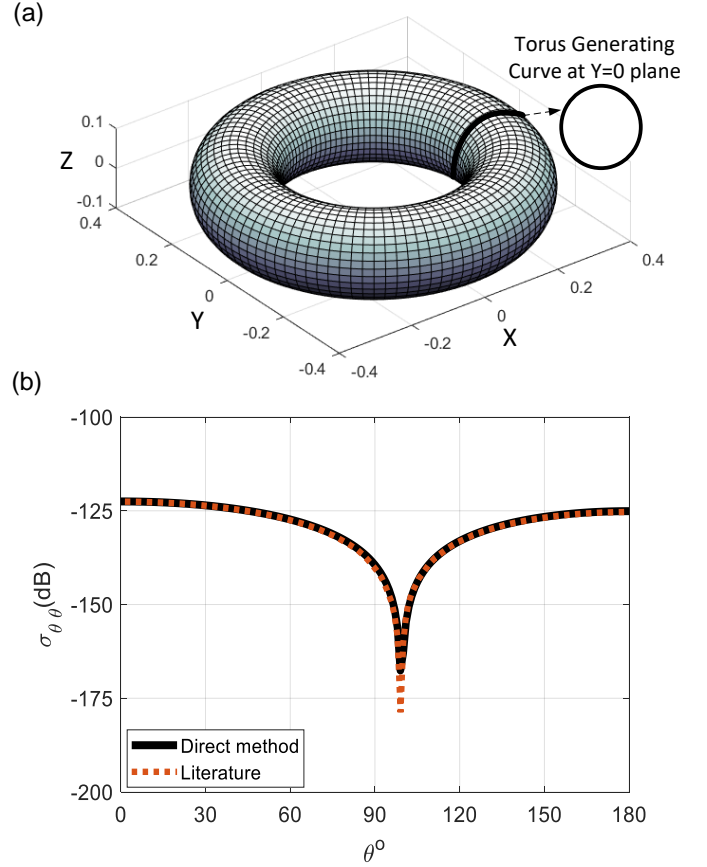 (a)
Torus Generating
Curve at Y=0 plane
Z
0.1
0
-0.1
0.4
0.2
0
-0.2
-0.4
Y
-0.4
-0.2
0
0.2
0.4
X
(b)
σθ θ(dB)
-100
-125
-150
-175
-200
Direct method
Literature
0 30 60 90 120 150 180
θᵒ